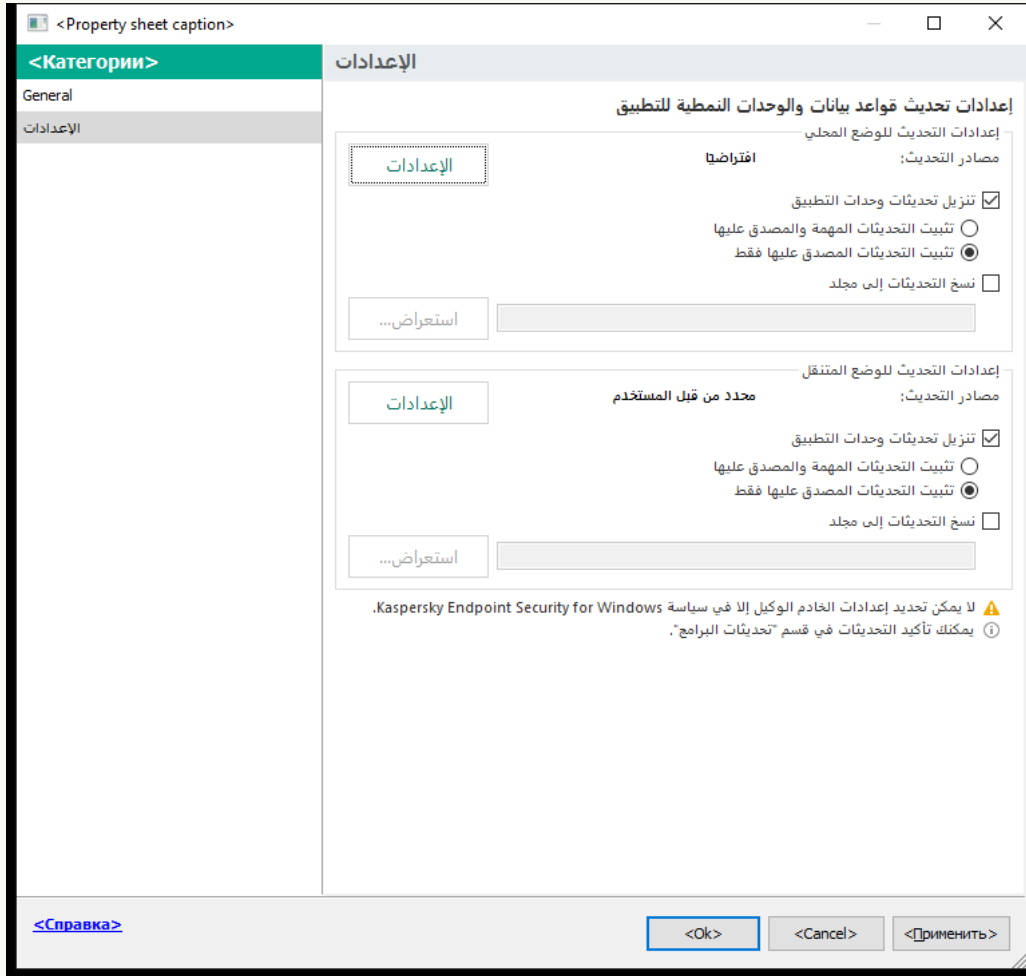 <Property sheet caption>
<Категории>
General
الإعدادات
الإعدادات
إعدادات تحديث قواعد بيانات والوحدات النمطية للتطبيق
إعدادات التحديث للوضع المحلي
مصادر التحديث: افتراضيًا
الإعدادات
تنزيل تحديثات وحدات التطبيق
تثبيت التحديثات المهمة والمصدق عليها
تثبيت التحديثات المصدق عليها فقط
نسخ التحديثات إلى مجلد
استعراض...
إعدادات التحديث للوضع المتنقل
مصادر التحديث: محدد من قبل المستخدم
الإعدادات
تنزيل تحديثات وحدات التطبيق
تثبيت التحديثات المهمة والمصدق عليها
تثبيت التحديثات المصدق عليها فقط
نسخ التحديثات إلى مجلد
استعراض...
لا يمكن تحديد إعدادات الخادم الوكيل إلا في سياسة Kaspersky Endpoint Security for Windows.
يمكنك تأكيد التحديثات في قسم "تحديثات البرامج".
<Справка>
<Ok>
<Cancel>
<Применить>